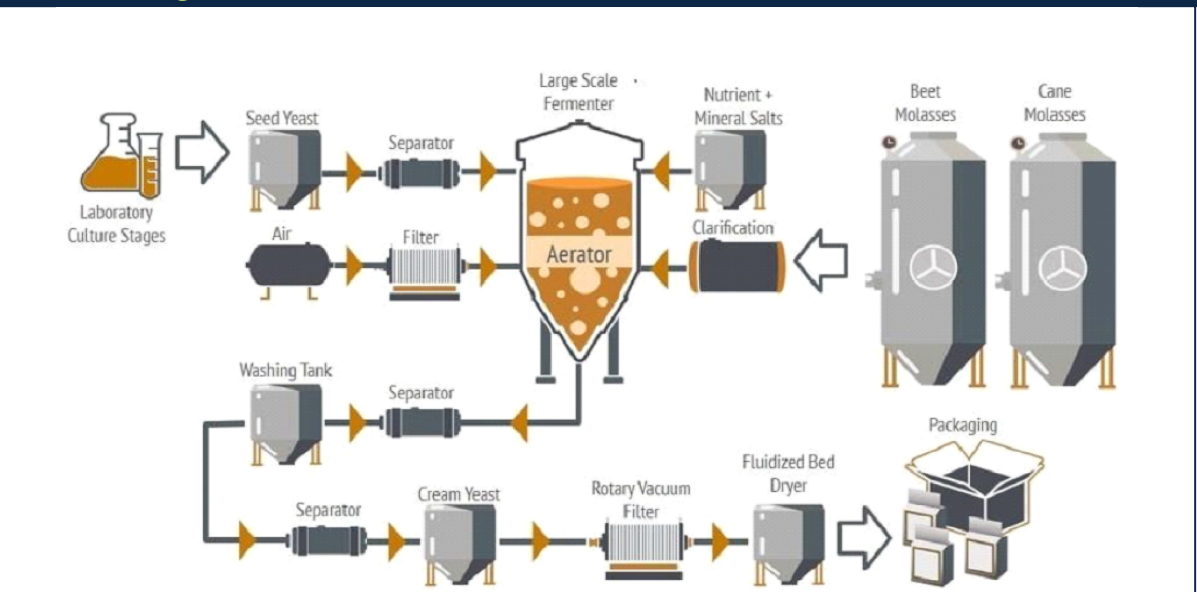 Large Scale
Fermenter
Nutrient +
Mineral Salts
Beet
Molasses
Cane
Molasses
Seed Yeast
Separator
Laboratory
Culture Stages
Air
Filter
Aerator
Clarification
Washing Tank
Separator
Packaging
Separator
Cream Yeast
Rotary Vacuum
Filter
Fluidized Bed
Dryer